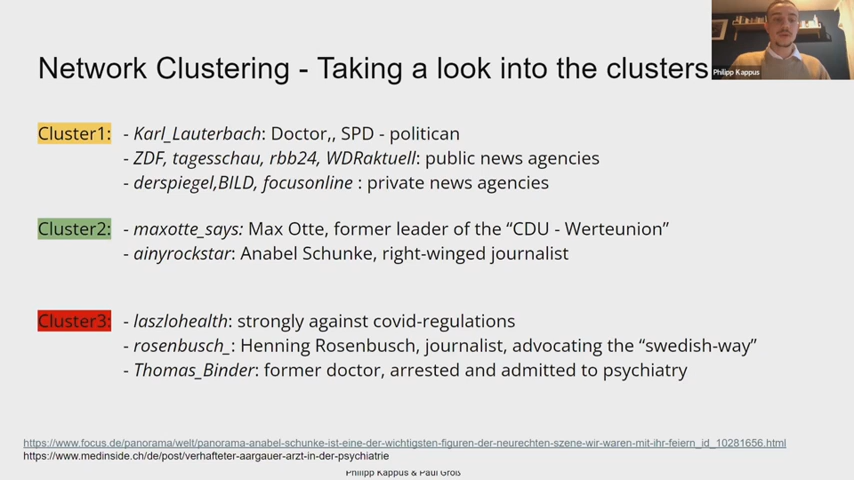 Network Clustering - Taking a look into the clusters
Philipp Kappus
Cluster1: - Karl_Lauterbach: Doctor,, SPD - politican
- ZDF, tagesschau, rbb24, WDRaktuell: public news agencies
- derspiegel,BILD, focusonline : private news agencies
Cluster2: - maxotte_says: Max Otte, former leader of the “CDU - Werteunion”
- ainyrockstar: Anabel Schunke, right-winged journalist
Cluster3: - laszlohealth: strongly against covid-regulations
- rosenbusch_: Henning Rosenbusch, journalist, advocating the “swedish-way”
- Thomas_Binder: former doctor, arrested and admitted to psychiatry
https://www.focus.de/panorama/welt/panorama-anabel-schunke-ist-eine-der-wichtigsten-figuren-der-neurechten-szene-wir-waren-mit-ihr-feiern_id_10281656.html
https://www.medinside.ch/de/post/verhafteter-aargauer-arzt-in-der-psychiatrie
Philipp Kappus & Paul Groß